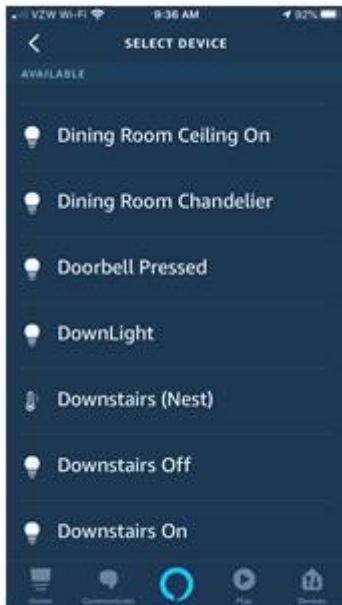 VZW Wi-Fi 9:36 AM 92%
SELECT DEVICE
AVAILABLE
Dining Room Ceiling On
Dining Room Chandelier
Doorbell Pressed
DownLight
Downstairs (Nest)
Downstairs Off
Downstairs On
Home Communicate Play Devices